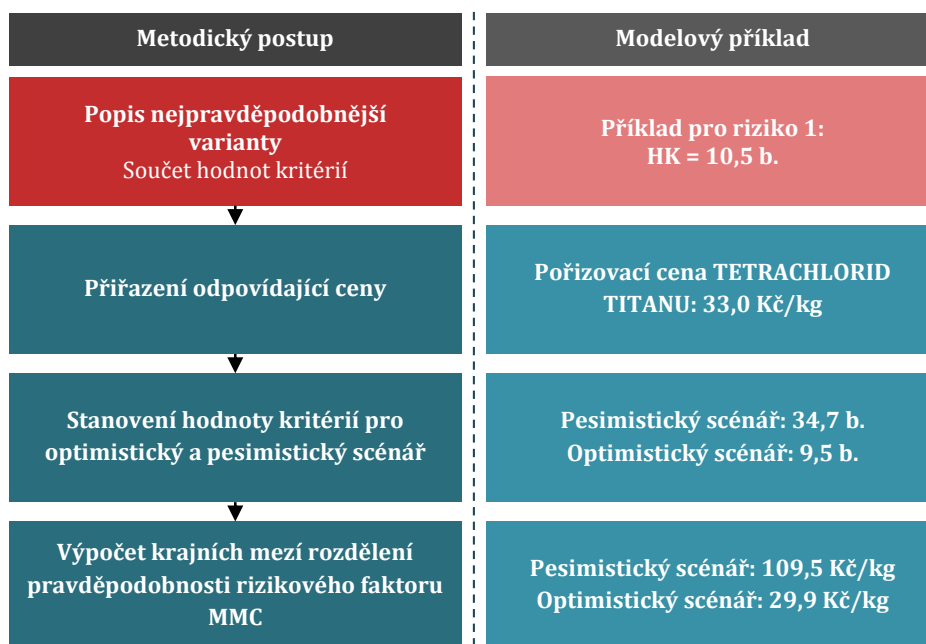 Metodický postup
Modelový příklad
Popis nejpravděpodobnější
varianty
Součet hodnot kritérií
Příklad pro riziko 1:
HK = 10,5 b.
Přiřazení odpovídající ceny
Pořizovací cena TETRACHLORID
TITANU: 33,0 Kč/kg
Stanovení hodnoty kritérií pro
optimistický a pesimistický scénář
Pesimistický scénář: 34,7 b.
Optimistický scénář: 9,5 b.
Výpočet krajních mezí rozdělení
pravděpodobnosti rizikového faktoru
MMC
Pesimistický scénář: 109,5 Kč/kg
Optimistický scénář: 29,9 Kč/kg